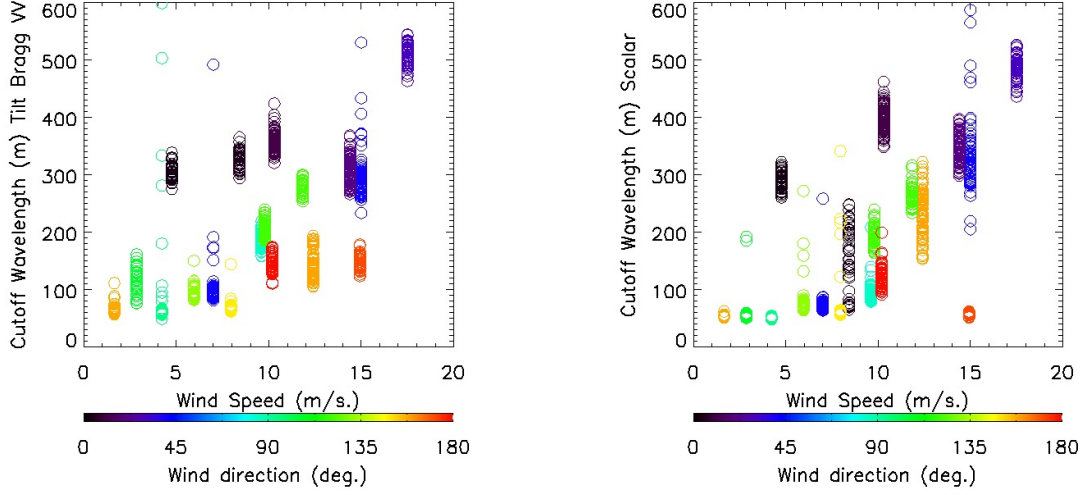 Cutoff Wavelength (m) Tilt Bragg VV
600
500
400
300
200
100
0
0 5 10 15 20
Wind Speed (m/s.)
0 45 90 135 180
Wind direction (deg.)
Cutoff Wavelength (m) Scalar
600
500
400
300
200
100
0
0 5 10 15 20
Wind Speed (m/s.)
0 45 90 135 180
Wind direction (deg.)